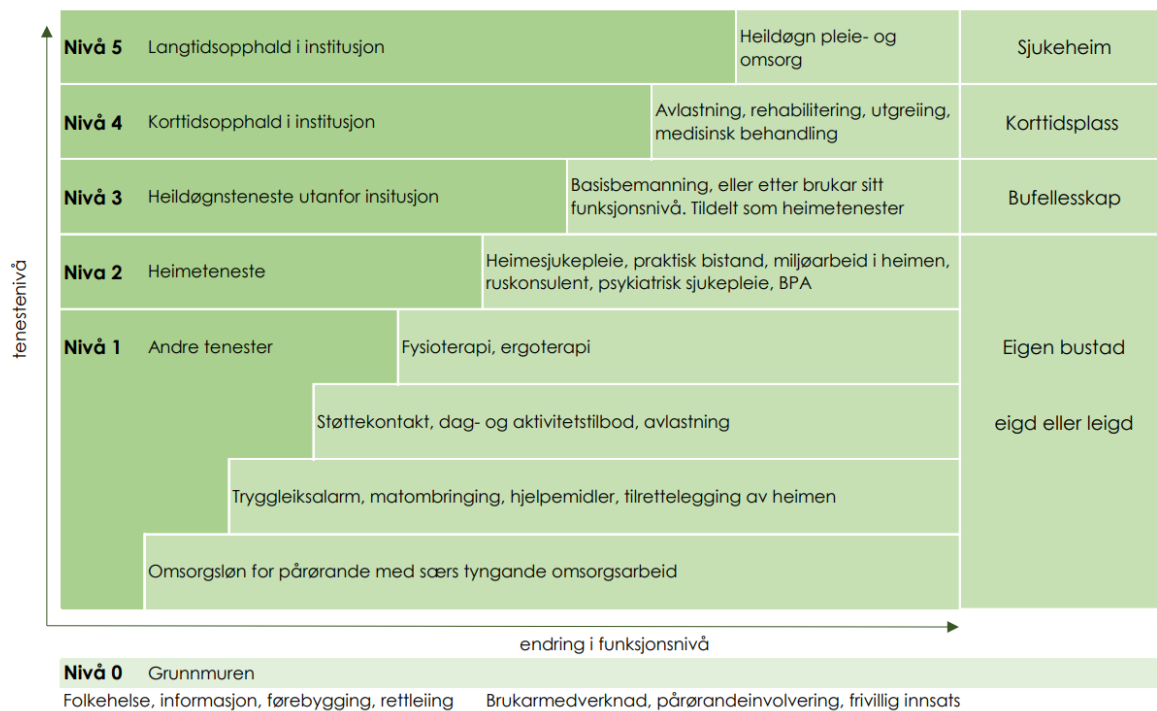 Nivå 5 Langtidsopphald i institusjon
Heildøgn pleie- og
omsorg
Sjukeheim
Nivå 4 Korttidsopphald i institusjon
Avlastning, rehabilitering, utgreiing,
medisinsk behandling
Korttidsplass
Nivå 3 Heildøgnsteneste utanfor insitusjon
Basisbemanning, eller etter brukar sitt
funksjonsnivå. Tildelt som heimetenester
Bufellesskap
Niva 2 Heimeteneste
Heimesjukepleie, praktisk bistand, miljøarbeid i heimen,
ruskonsulent, psykiatrisk sjukepleie, BPA
Nivå 1 Andre tenester
Fysioterapi, ergoterapi
Eigen bustad
Støttekontakt, dag- og aktivitetstilbod, avlastning
eigd eller leigd
Tryggleiksalarm, matombringing, hjelpemidler, tilrettelegging av heimen
Omsorgsløn for pårørande med særs tyngande omsorgsarbeid
tenestenivå
endring i funksjonsnivå
Nivå 0 Grunnmuren
Folkehelse, informasjon, førebygging, rettleiing
Brukarmedverknad, pårørandeinvolvering, frivillig innsats